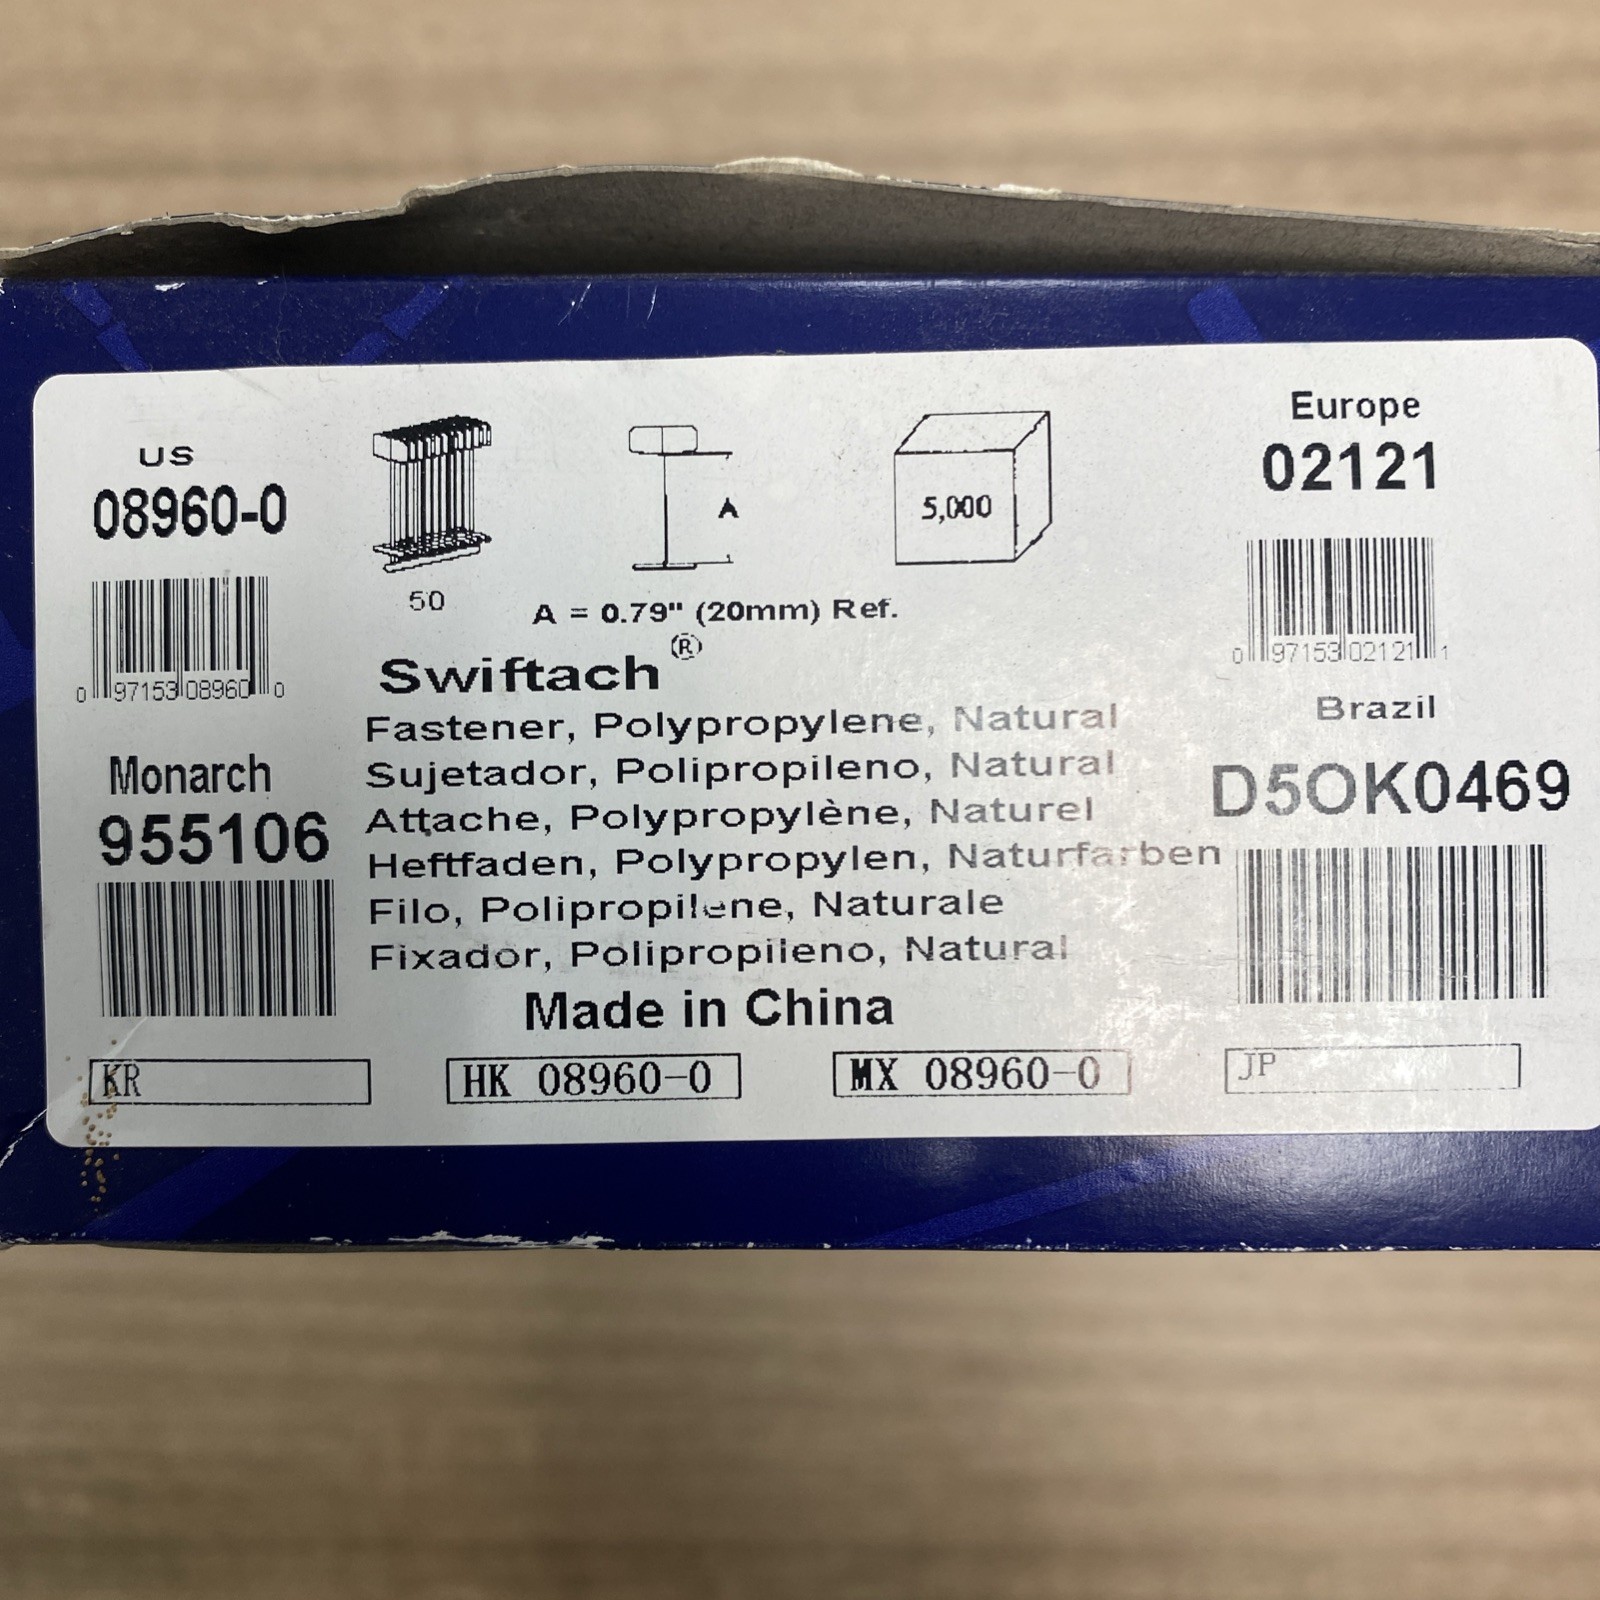 US
08960-0
0 97153 08960 0
Monarch
955106
50
A
5,000
A = 0.79" (20mm) Ref.
Swiftach®
Fastener, Polypropylene, Natural
Sujetador, Polipropileno, Natural
Attache, Polypropylène, Naturel
Heftfaden, Polypropylen, Naturfarben
Filo, Polipropilene, Naturale
Fixador, Polipropileno, Natural
Made in China
Europe
02121
0 97153 02121 1
Brazil
D5OK0469
KR
HK 08960-0
MX 08960-0
JP